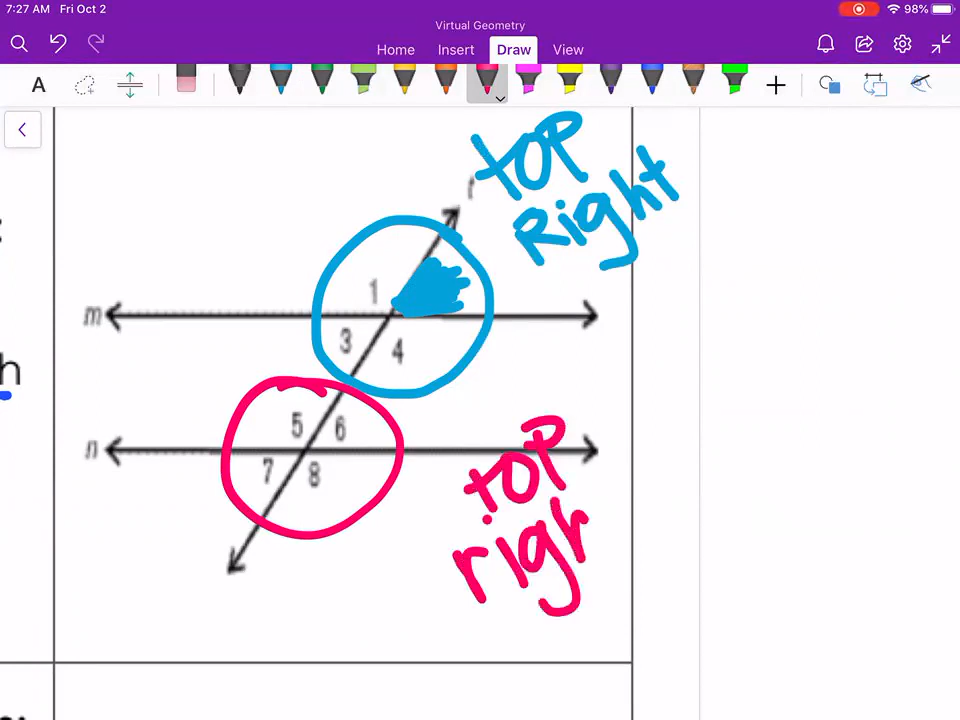 7:27 AM Fri Oct 2
98%
Virtual Geometry
Home Insert Draw View
A
top
Right
t
1
m
3 4
h
5 6
n
7 8
top
righ